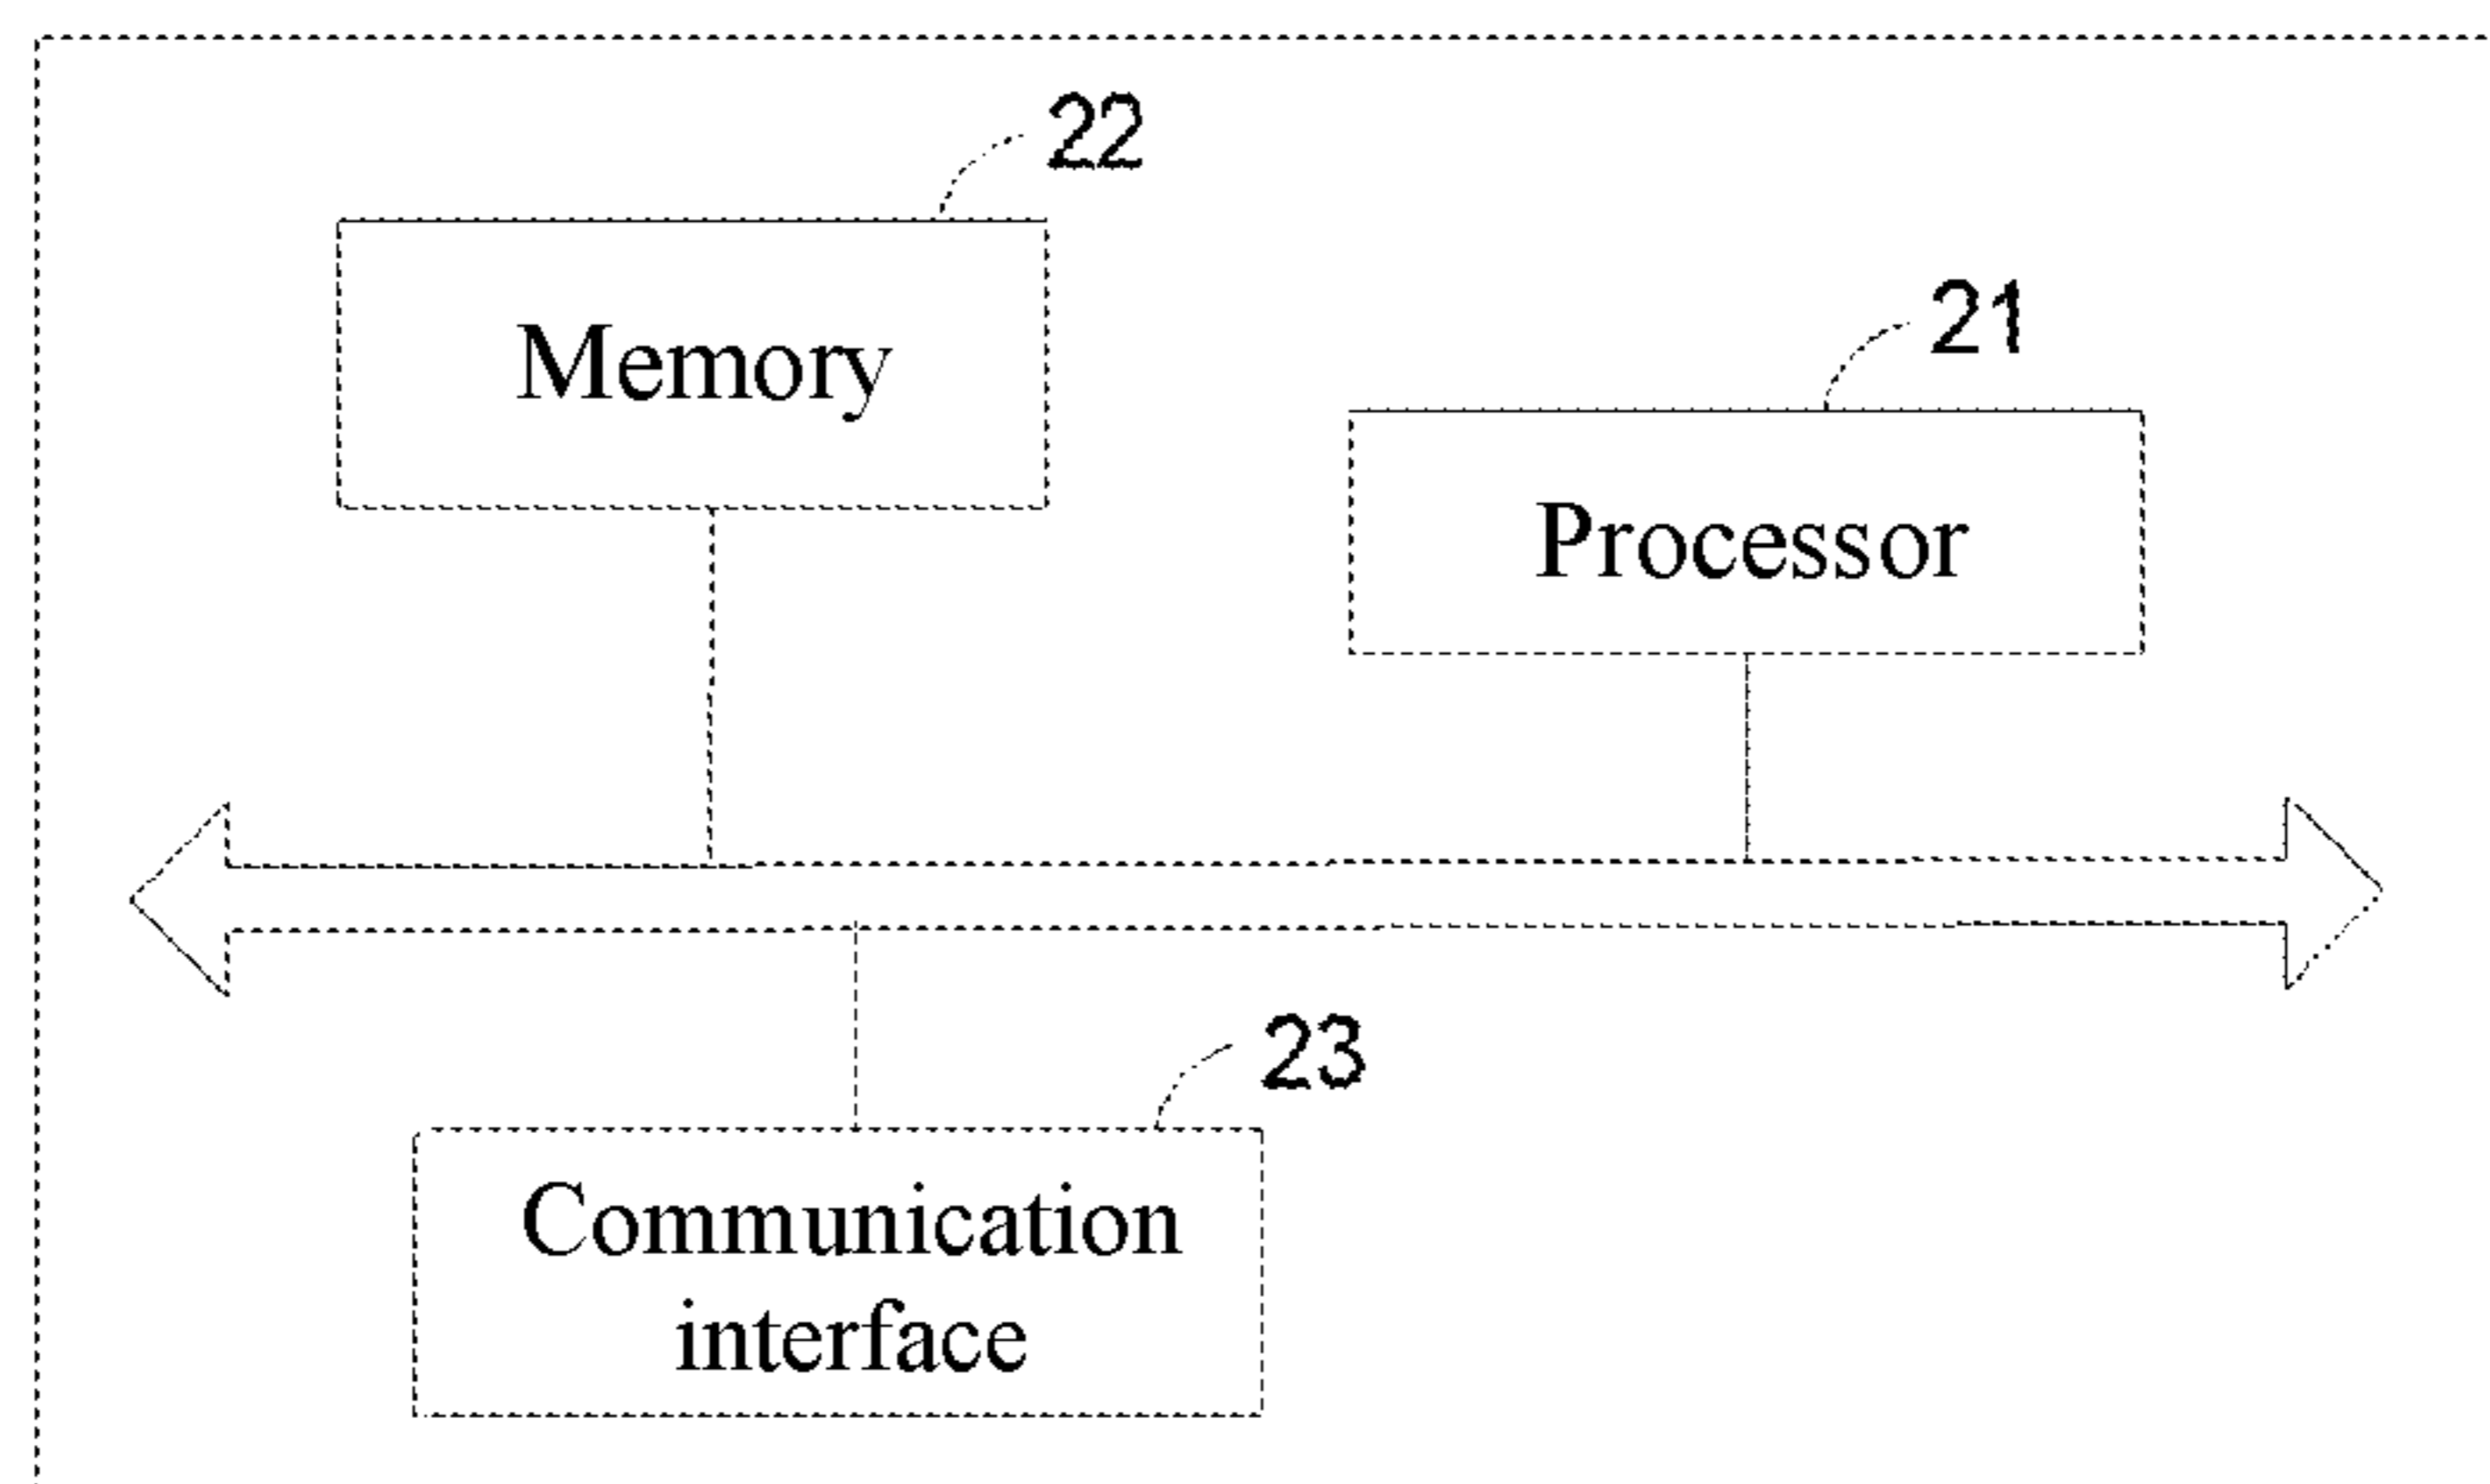 22
Memory
21
Processor
23
Communication
interface